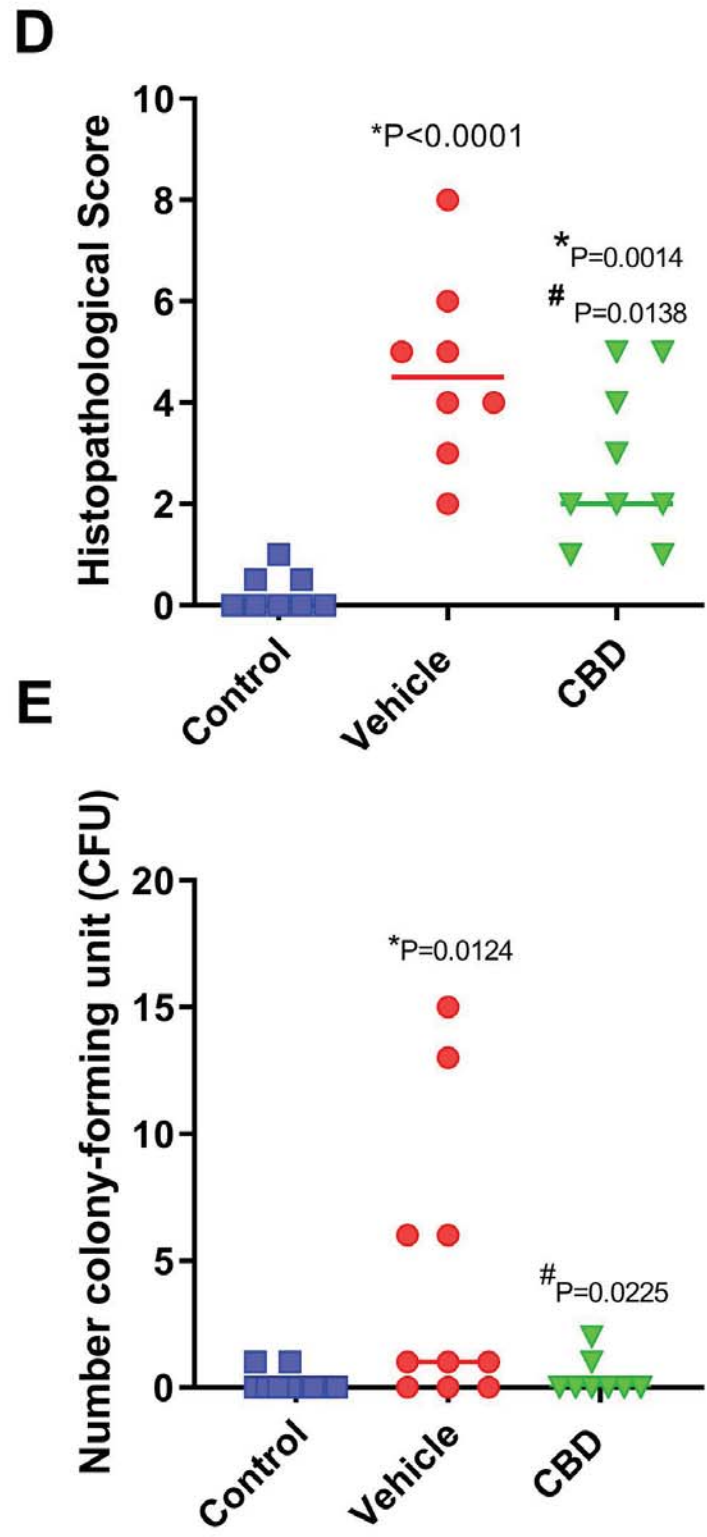 D
Histopathological Score
10
8
6
4
2
0
*P<0.0001
*P=0.0014
# P=0.0138
Control
Vehicle
CBD
E
Number colony-forming unit (CFU)
20
15
10
5
0
*P=0.0124
#P=0.0225
Control
Vehicle
CBD